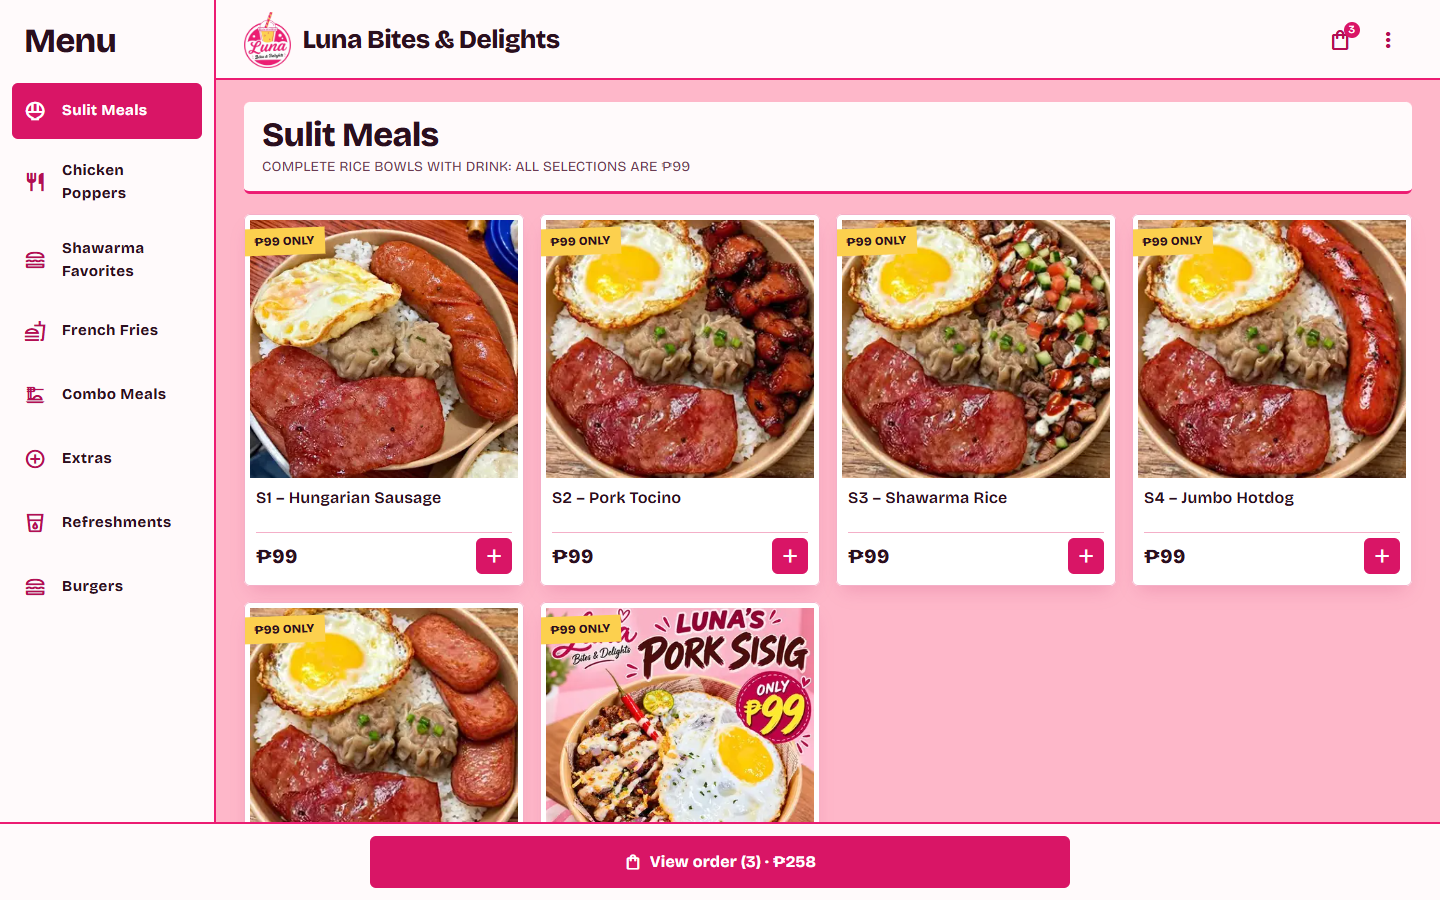 Menu
Sulit Meals
Chicken
Poppers
Shawarma
Favorites
French Fries
Combo Meals
Extras
Refreshments
Burgers
Luna
Bites & Delights
Luna Bites & Delights
3
Sulit Meals
COMPLETE RICE BOWLS WITH DRINK: ALL SELECTIONS ARE ₱99
₱99 ONLY
S1 – Hungarian Sausage
₱99
₱99 ONLY
S2 – Pork Tocino
₱99
₱99 ONLY
S3 – Shawarma Rice
₱99
₱99 ONLY
S4 – Jumbo Hotdog
₱99
₱99 ONLY
₱99 ONLY
Bites & Delights
LUNA'S
PORK SISIG
ONLY
₱99
View order (3) · ₱258